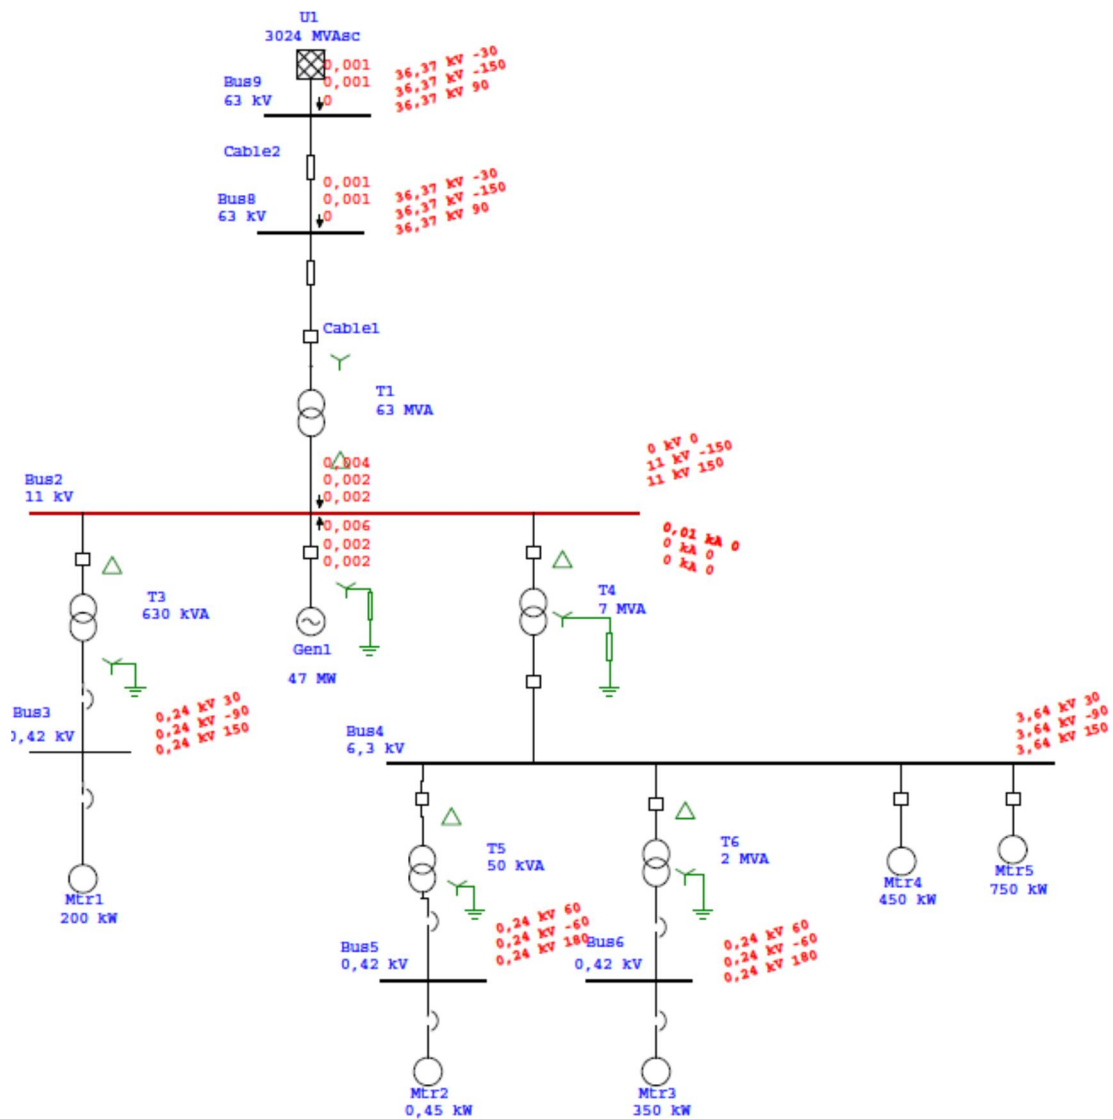 U1
3024 MVAsc
0,001
0,001
0
36,37 kV -30
36,37 kV -150
36,37 kV 90
Bus9
63 kV
Cable2
0,001
0,001
0
36,37 kV -30
36,37 kV -150
36,37 kV 90
Bus8
63 kV
Cable1
T1
63 MVA
0,004
0,002
0,002
0 kV 0
11 kV -150
11 kV 150
Bus2
11 kV
0,006
0,002
0,002
0,01 kA 0
0 kA 0
0 kA 0
T3
630 kVA
Gen1
47 MW
T4
7 MVA
Bus3
0,42 kV
0,24 kV 30
0,24 kV -90
0,24 kV 150
Bus4
6,3 kV
3,64 kV 30
3,64 kV -90
3,64 kV 150
Mtr1
200 kW
T5
50 kVA
T6
2 MVA
Mtr4
450 kW
Mtr5
750 kW
Bus5
0,42 kV
0,24 kV 60
0,24 kV -60
0,24 kV 180
Bus6
0,42 kV
0,24 kV 60
0,24 kV -60
0,24 kV 180
Mtr2
0,45 kW
Mtr3
350 kW